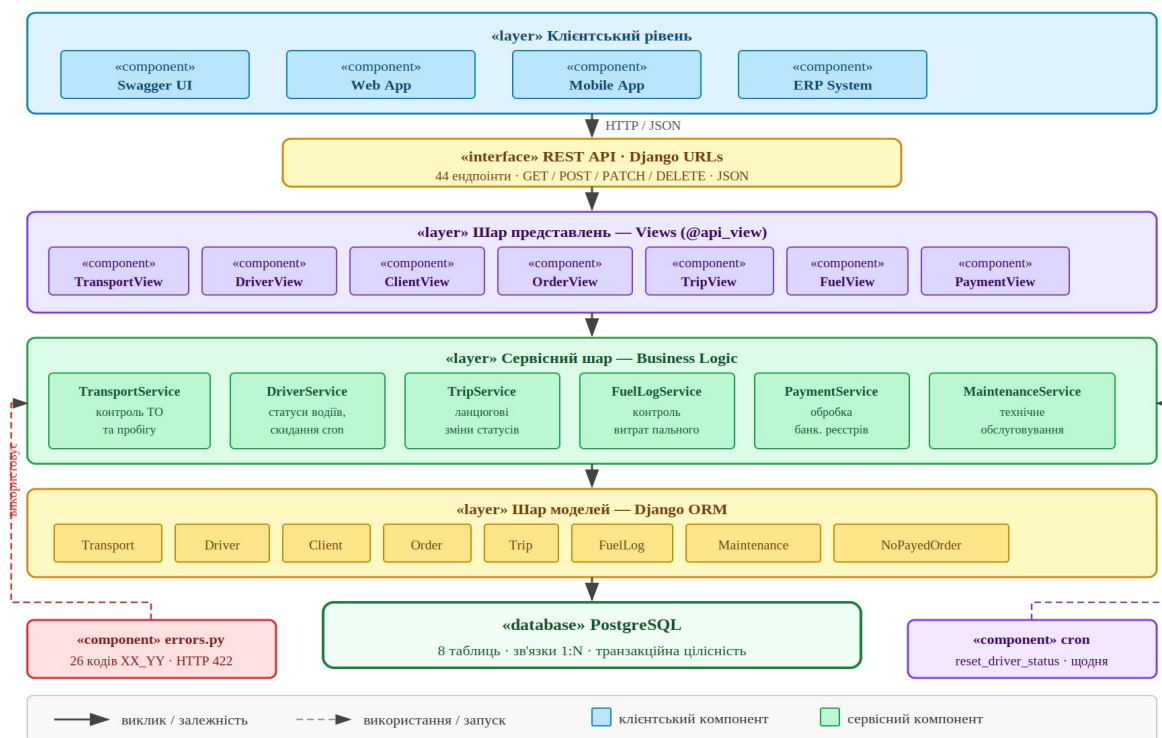 «layer» Клієнтський рівень
«component»
Swagger UI
«component»
Web App
«component»
Mobile App
«component»
ERP System
HTTP / JSON
«interface» REST API · Django URLs
44 ендпоінти · GET / POST / PATCH / DELETE · JSON
«layer» Шар представлень — Views (@api_view)
«component»
TransportView
«component»
DriverView
«component»
ClientView
«component»
OrderView
«component»
TripView
«component»
FuelView
«component»
PaymentView
«layer» Сервісний шар — Business Logic
TransportService
контроль ТО
та пробігу
DriverService
статуси водіїв,
скидання cron
TripService
ланцюгові
зміни статусів
FuelLogService
контроль
витрат пального
PaymentService
обробка
банк. реєстрів
MaintenanceService
технічне
обслуговування
використовує
«layer» Шар моделей — Django ORM
Transport
Driver
Client
Order
Trip
FuelLog
Maintenance
NoPayedOrder
«component» errors.py
26 кодів XX_YY · HTTP 422
«database» PostgreSQL
8 таблиць · зв'язки 1:N · транзакційна цілісність
«component» cron
reset_driver_status · щодня
виклик / залежність
використання / запуск
клієнтський компонент
сервісний компонент